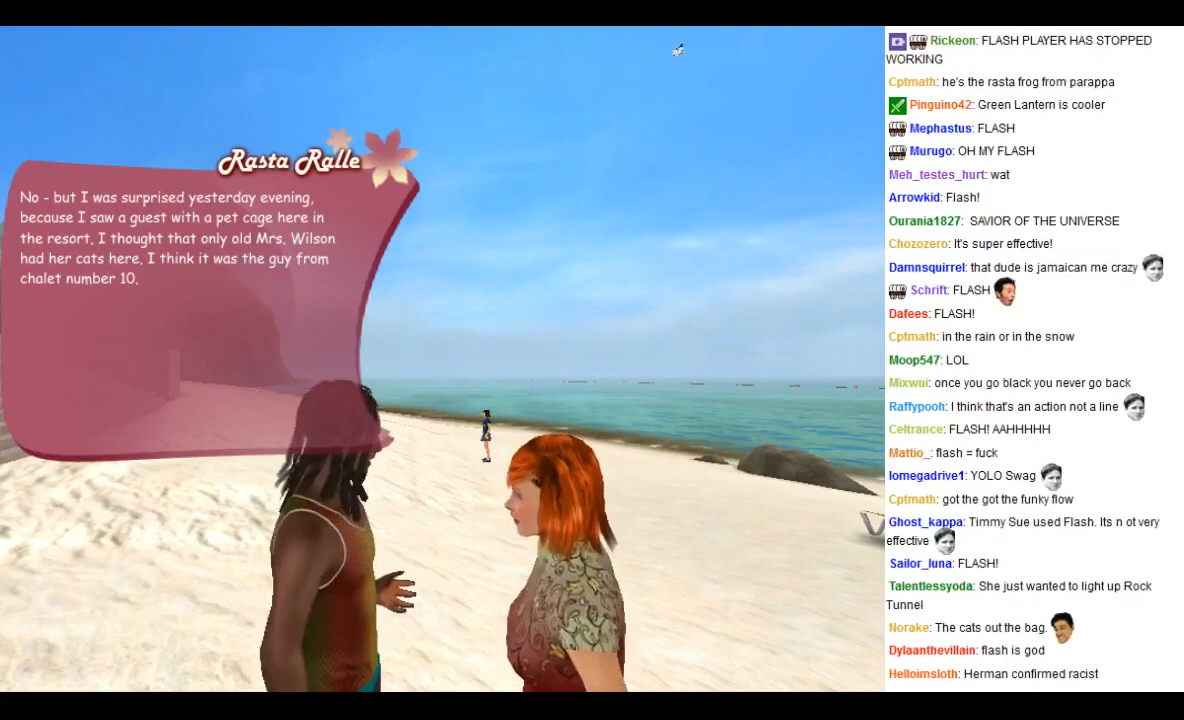 Rasta Ralle
No - but I was surprised yesterday evening,
because I saw a guest with a pet cage here in
the resort. I thought that only old Mrs. Wilson
had her cats here. I think it was the guy from
chalet number 10.
Rickeon: FLASH PLAYER HAS STOPPED
WORKING
Cptmath: he's the rasta frog from parappa
Pinguino42: Green Lantern is cooler
Mephastus: FLASH
Murugo: OH MY FLASH
Meh_testes_hurt: wat
Arrowkid: Flash!
Ourania1827: SAVIOR OF THE UNIVERSE
Chozozero: It's super effective!
Damnsquirrel: that dude is jamaican me crazy
Schrift: FLASH
Dafees: FLASH!
Cptmath: in the rain or in the snow
Moop547: LOL
Mixwui: once you go black you never go back
Raffypooh: I think that's an action not a line
Celtrance: FLASH! AAHHHHH
Mattio_: flash = fuck
Iomegadrive1: YOLO Swag
Cptmath: got the got the funky flow
Ghost_kappa: Timmy Sue used Flash. Its n ot very
effective
Sailor_luna: FLASH!
Talentlessyoda: She just wanted to light up Rock
Tunnel
Norake: The cats out the bag.
Dylaanthevillain: flash is god
Helloimsloth: Herman confirmed racist